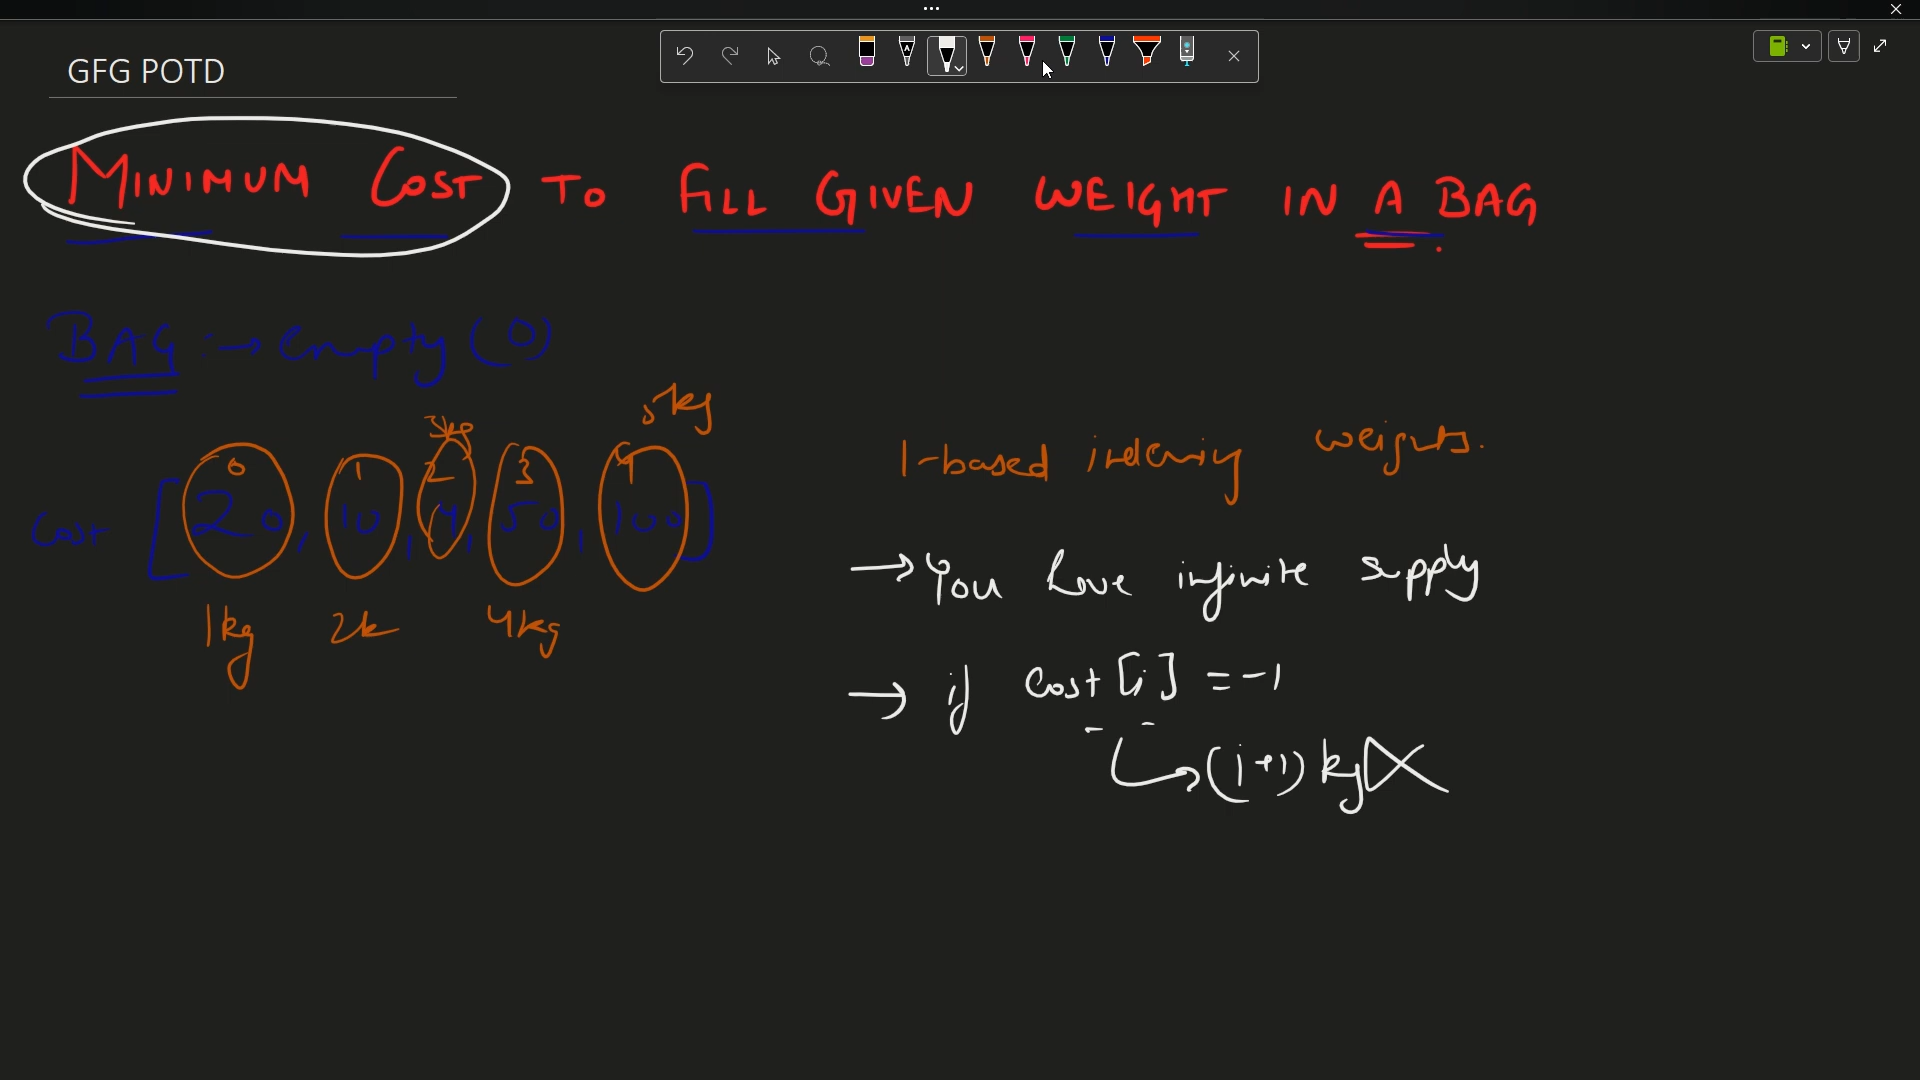 GFG POTD
MINIMUM COST TO FILL GIVEN WEIGHT IN A BAG
BAG :→ empty (0)
5kg
3kg
0 1 2 3 4
Cost [20, 10, 4, 50, 100]
1kg 2k 4kg
1-based indexing weights.
→ You have infinite supply
→ if Cost [i] = -1
(i+1) kg X